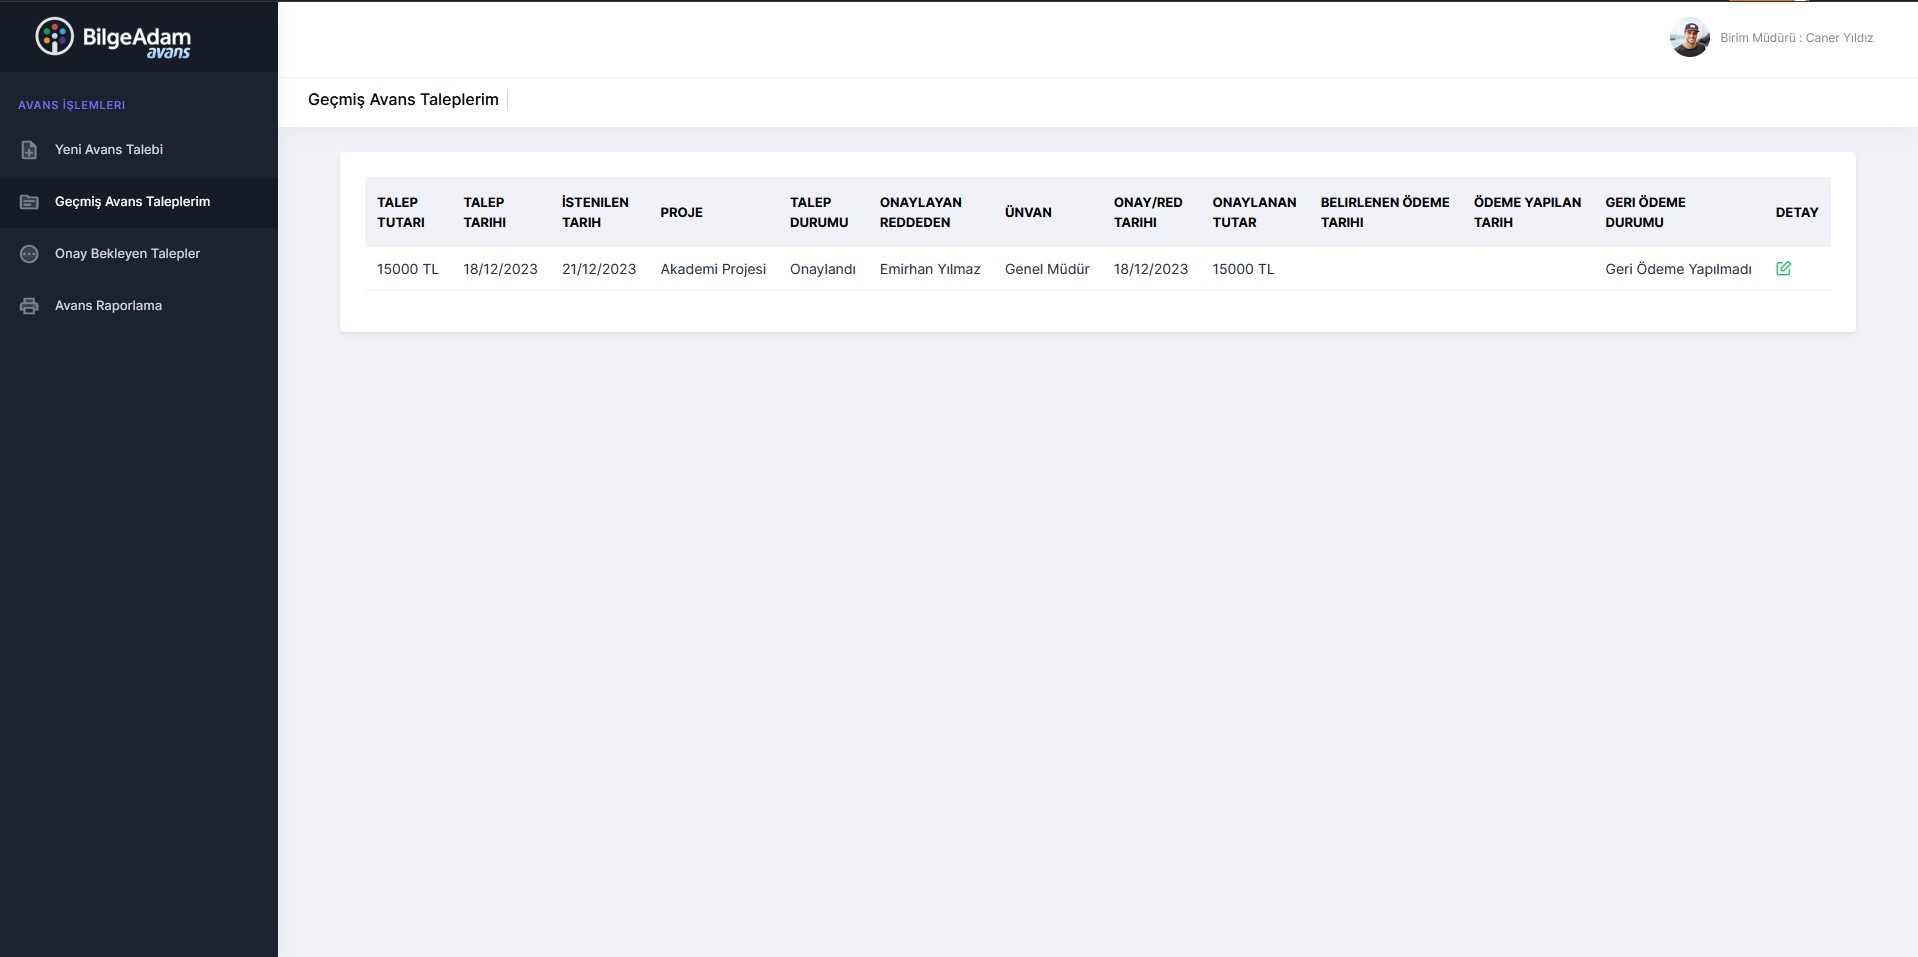 BilgeAdam
avans
Birim Müdürü : Caner Yıldız
AVANS İŞLEMLERI
Yeni Avans Talebi
Geçmiş Avans Taleplerim
Onay Bekleyen Talepler
Avans Raporlama
Geçmiş Avans Taleplerim
TALEP TUTARI TALEP TARIHI İSTENILEN TARIH PROJE TALEP DURUMU ONAYLAYAN REDDEDEN ÜNVAN ONAY/RED TARIHI ONAYLANAN TUTAR BELIRLENEN ÖDEME TARIHI ÖDEME YAPILAN TARIH GERI ÖDEME DURUMU DETAY
15000 TL 18/12/2023 21/12/2023 Akademi Projesi Onaylandı Emirhan Yılmaz Genel Müdür 18/12/2023 15000 TL Geri Ödeme Yapılmadı